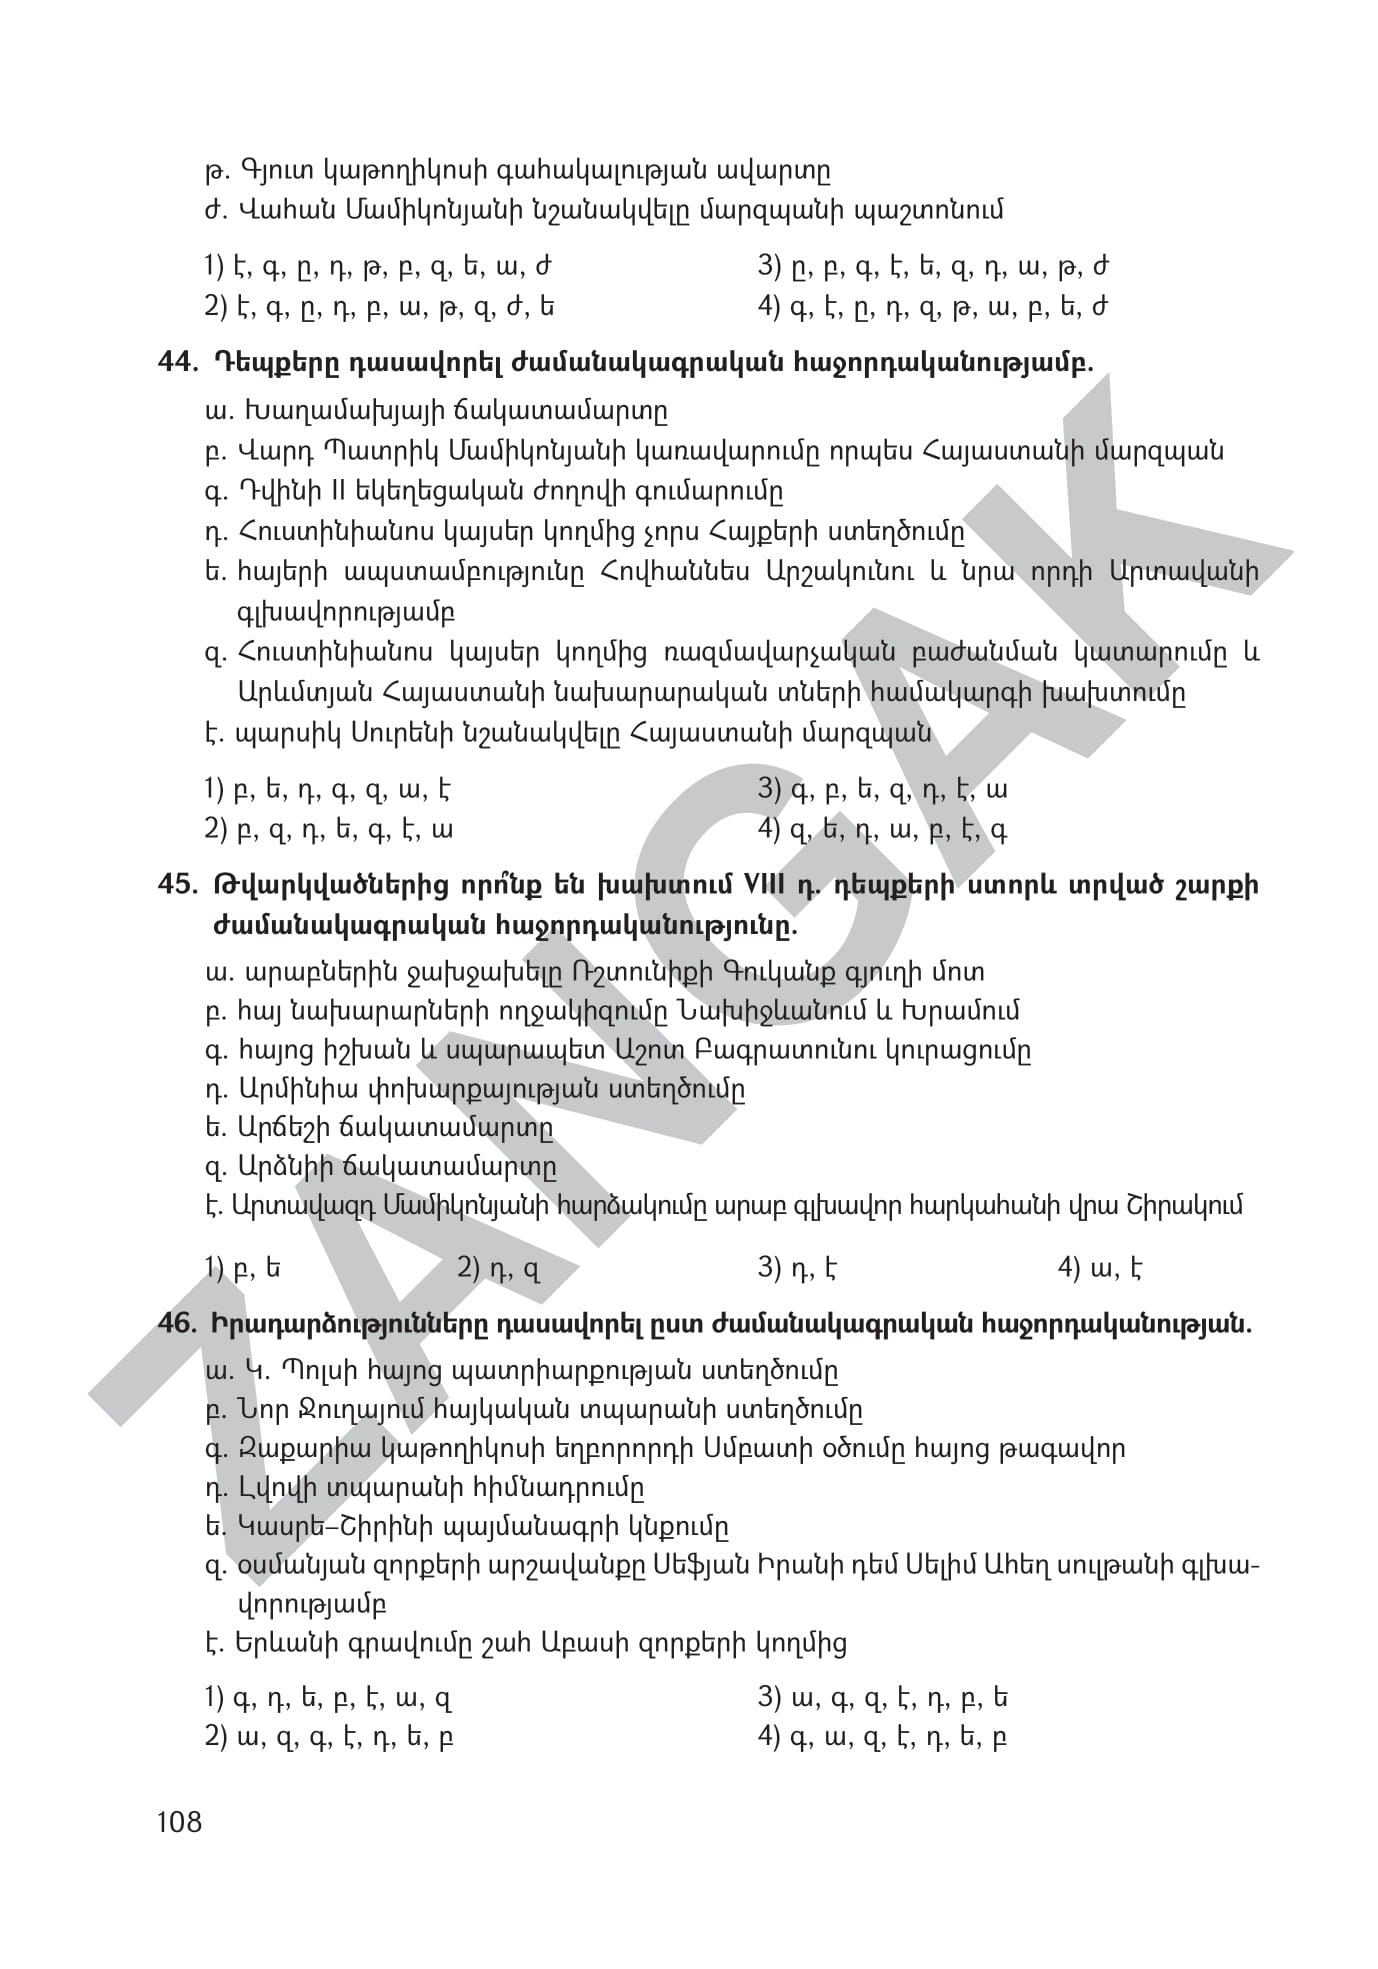 թ. Գյուտ կաթողիկոսի գահակալության ավարտը
ժ. Վահան Մամիկոնյանի նշանակվելը մարզպանի պաշտոնում
1) է, գ, ը, դ, թ, բ, զ, ե, ա, ժ
3) ը, բ, գ, է, ե, զ, դ, ա, թ, ժ
2) է, գ, ը, դ, բ, ա, թ, զ, ժ, ե
4) գ, է, ը, դ, զ, թ, ա, բ, ե, ժ
44. Դեպքերը դասավորել ժամանակագրական հաջորդականությամբ.
ա. Խաղամախյայի ճակատամարտը
բ. Վարդ Պատրիկ Մամիկոնյանի կառավարումը որպես Հայաստանի մարզպան
գ. Դվինի II եկեղեցական ժողովի գումարումը
դ. Հուստինիանոս կայսեր կողմից չորս Հայքերի ստեղծումը
ե. հայերի ապստամբությունը Հովհաննես Արշակունու և նրա որդի Արտավանի
գլխավորությամբ
զ. Հուստինիանոս կայսեր կողմից ռազմավարչական բաժանման կատարումը և
Արևմտյան Հայաստանի նախարարական տների համակարգի խախտումը
է. պարսիկ Սուրենի նշանակվելը Հայաստանի մարզպան
1) բ, ե, դ, գ, զ, ա, է
3) գ, բ, ե, զ, դ, է, ա
2) բ, զ, դ, ե, գ, է, ա
4) զ, ե, դ, ա, բ, է, գ
45. Թվարկվածներից որո՞նք են խախտում VIII դ. դեպքերի ստորև տրված շարքի
ժամանակագրական հաջորդականությունը.
ա. արաբներին ջախջախելը Ռշտունիքի Գուկանք գյուղի մոտ
բ. հայ նախարարների ողջակիզումը Նախիջևանում և Խրամում
գ. հայոց իշխան և սպարապետ Աշոտ Բագրատունու կուրացումը
դ. Արմինիա փոխարքայության ստեղծումը
ե. Արճեշի ճակատամարտը
զ. Արձնիի ճակատամարտը
է. Արտավազդ Մամիկոնյանի հարձակումը արաբ գլխավոր հարկահանի վրա Շիրակում
1) բ, ե
2) դ, զ
3) դ, է
4) ա, է
46. Իրադարձությունները դասավորել ըստ ժամանակագրական հաջորդականության.
ա. Կ. Պոլսի հայոց պատրիարքության ստեղծումը
բ. Նոր Ջուղայում հայկական տպարանի ստեղծումը
գ. Զաքարիա կաթողիկոսի եղբորորդի Սմբատի օծումը հայոց թագավոր
դ. Լվովի տպարանի հիմնադրումը
ե. Կասրե–Շիրինի պայմանագրի կնքումը
զ. օսմանյան զորքերի արշավանքը Սեֆյան Իրանի դեմ Սելիմ Ահեղ սուլթանի գլխա-
վորությամբ
է. Երևանի գրավումը շահ Աբասի զորքերի կողմից
1) գ, դ, ե, բ, է, ա, զ
3) ա, գ, զ, է, դ, բ, ե
2) ա, զ, գ, է, դ, ե, բ
4) գ, ա, զ, է, դ, ե, բ
108
ZANGAK